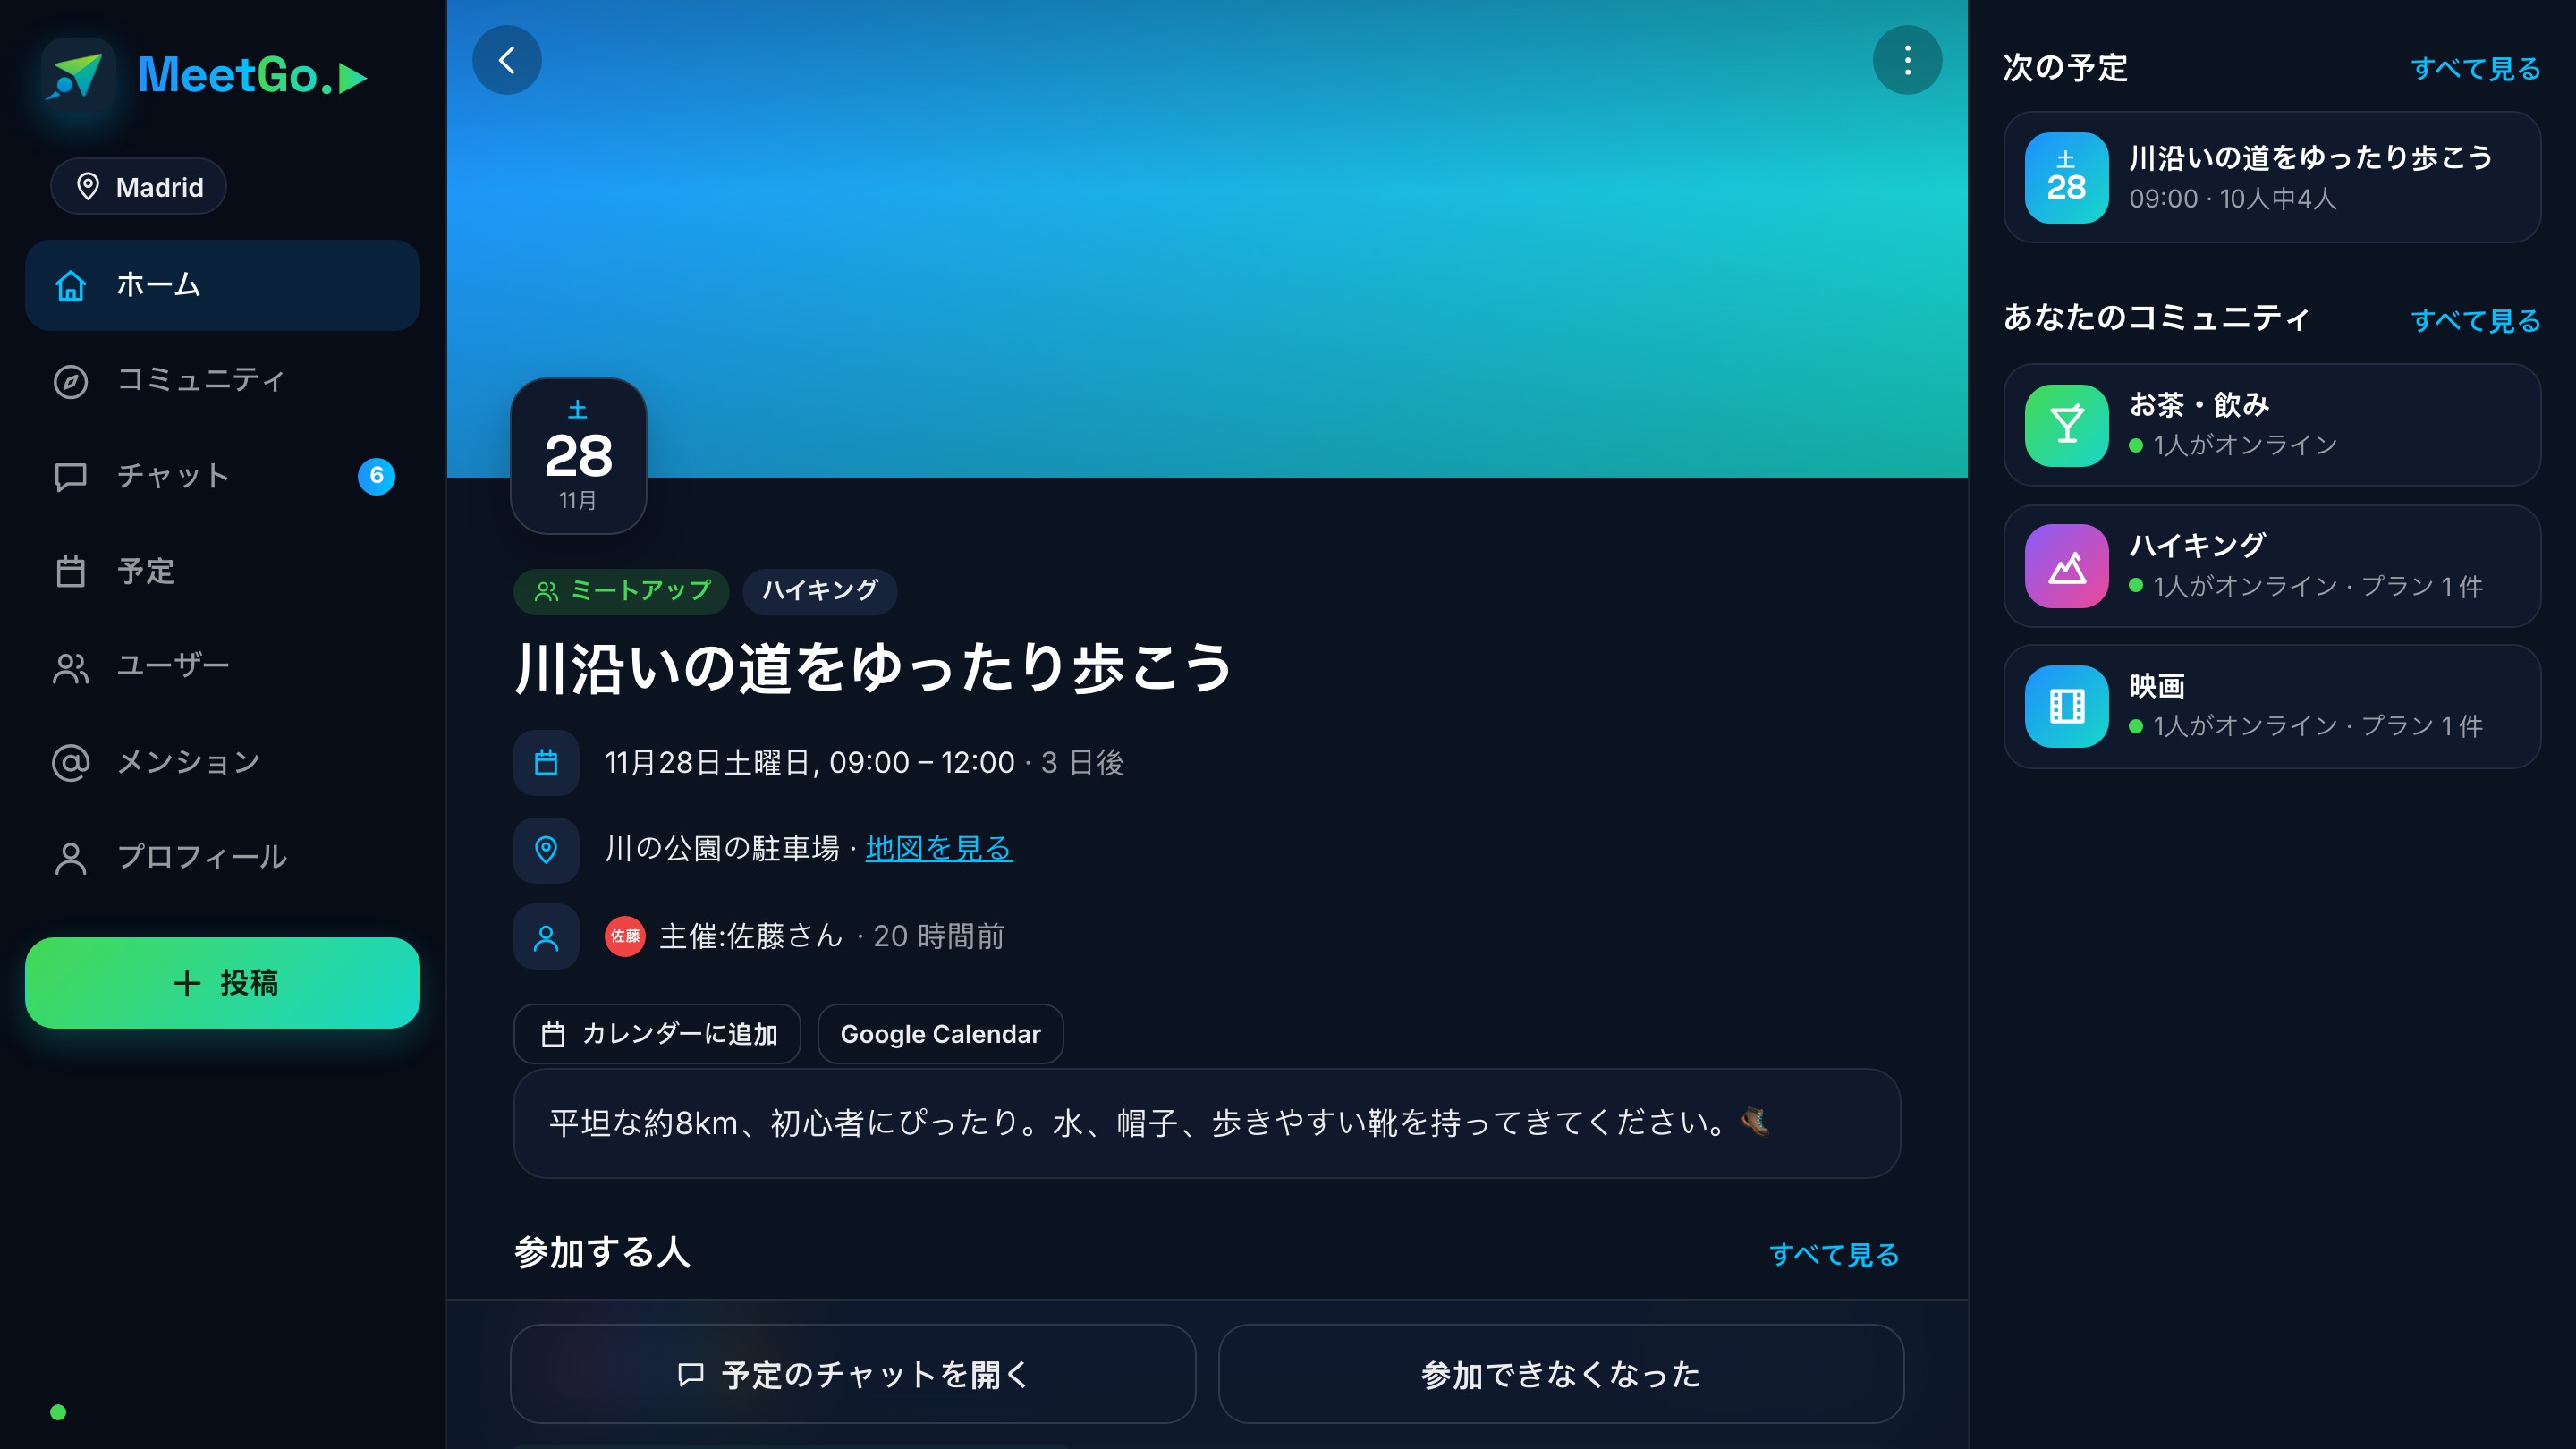 MeetGo.
Madrid
ホーム
コミュニティ
チャット
6
予定
ユーザー
メンション
プロフィール
投稿
土
28
11月
ミートアップ
ハイキング
川沿いの道をゆったり歩こう
11月28日土曜日, 09:00 – 12:00 · 3 日後
川の公園の駐車場 · 地図を見る
佐藤 主催:佐藤さん · 20 時間前
カレンダーに追加
Google Calendar
平坦な約8km、初心者にぴったり。水、帽子、歩きやすい靴を持ってきてください。🥾
参加する人
すべて見る
予定のチャットを開く
参加できなくなった
次の予定
すべて見る
土
28
川沿いの道をゆったり歩こう
09:00 · 10人中4人
あなたのコミュニティ
すべて見る
お茶・飲み
1人がオンライン
ハイキング
1人がオンライン · プラン 1 件
映画
1人がオンライン · プラン 1 件